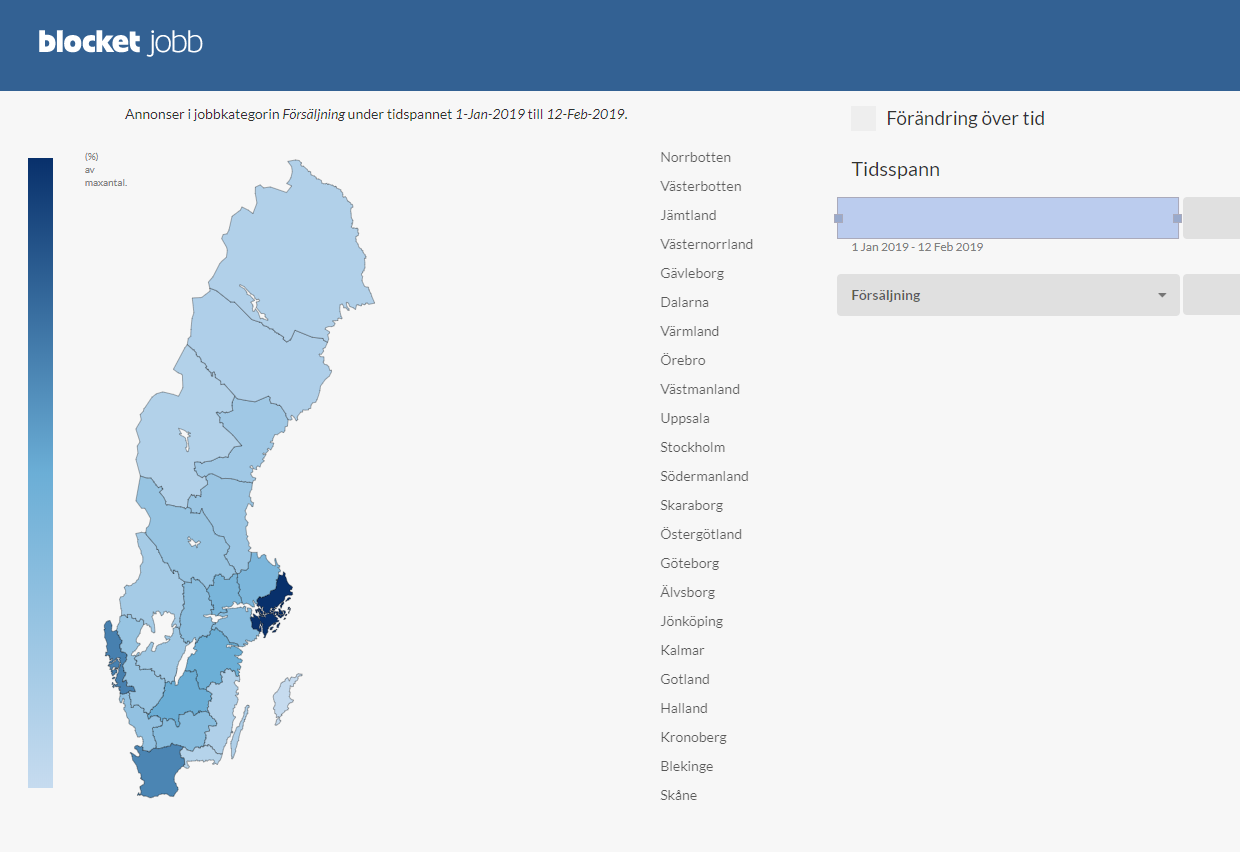 blocket jobb
Annonser i jobbkategorin Försäljning under tidspannet 1-Jan-2019 till 12-Feb-2019.
(%)
av
maxantal.
Norrbotten
Västerbotten
Jämtland
Västernorrland
Gävleborg
Dalarna
Värmland
Örebro
Västmanland
Uppsala
Stockholm
Södermanland
Skaraborg
Östergötland
Göteborg
Älvsborg
Jönköping
Kalmar
Gotland
Halland
Kronoberg
Blekinge
Skåne
Förändring över tid
Tidsspann
1 Jan 2019 - 12 Feb 2019
Försäljning